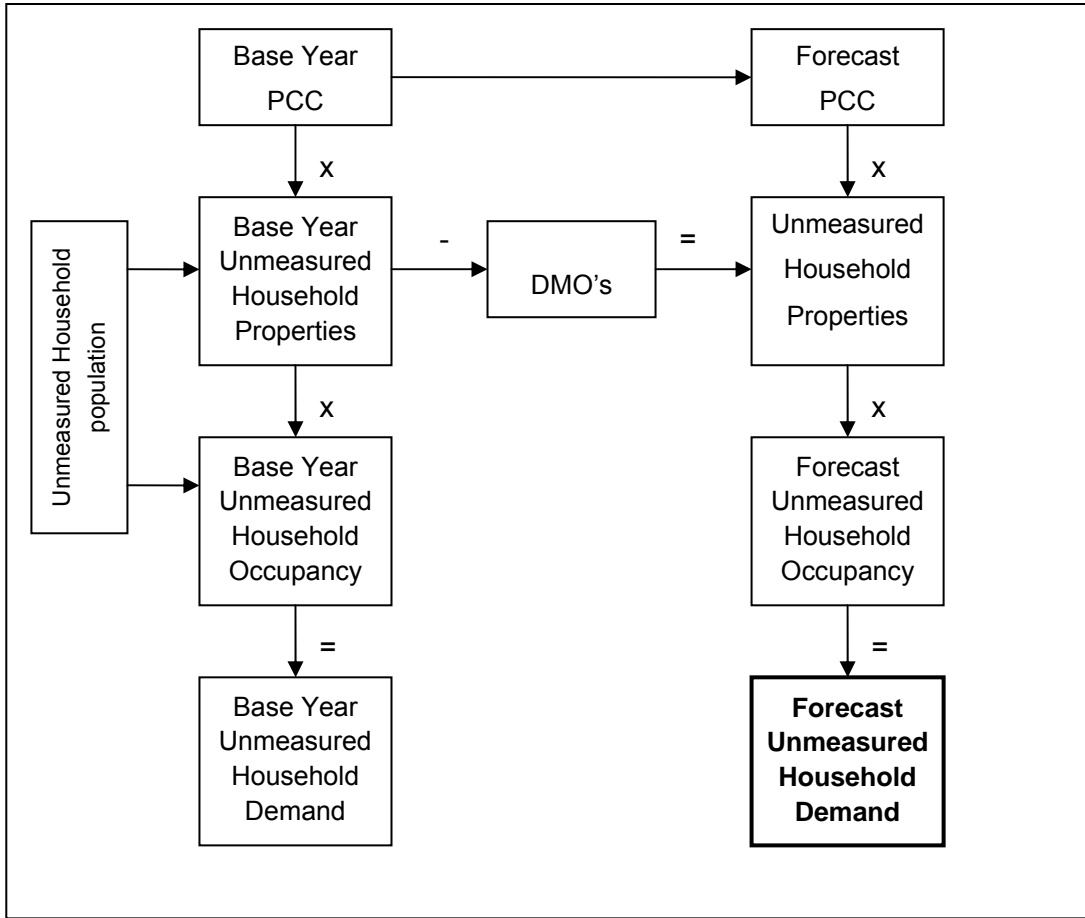 Base Year
PCC
Forecast
PCC
x
x
Unmeasured Household
population
Base Year
Unmeasured
Household
Properties
-
DMO's
=
Unmeasured
Household
Properties
x
x
Base Year
Unmeasured
Household
Occupancy
Forecast
Unmeasured
Household
Occupancy
=
=
Base Year
Unmeasured
Household
Demand
Forecast
Unmeasured
Household
Demand